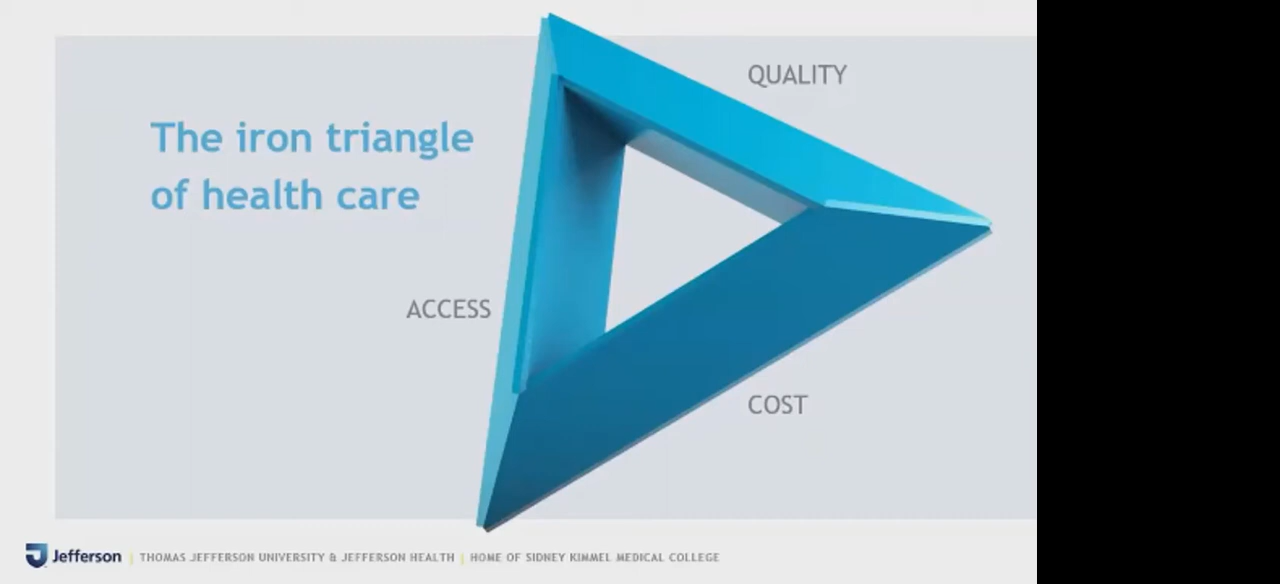 The iron triangle
of health care
QUALITY
ACCESS
COST
Jefferson | THOMAS JEFFERSON UNIVERSITY & JEFFERSON HEALTH | HOME OF SIDNEY KIMMEL MEDICAL COLLEGE